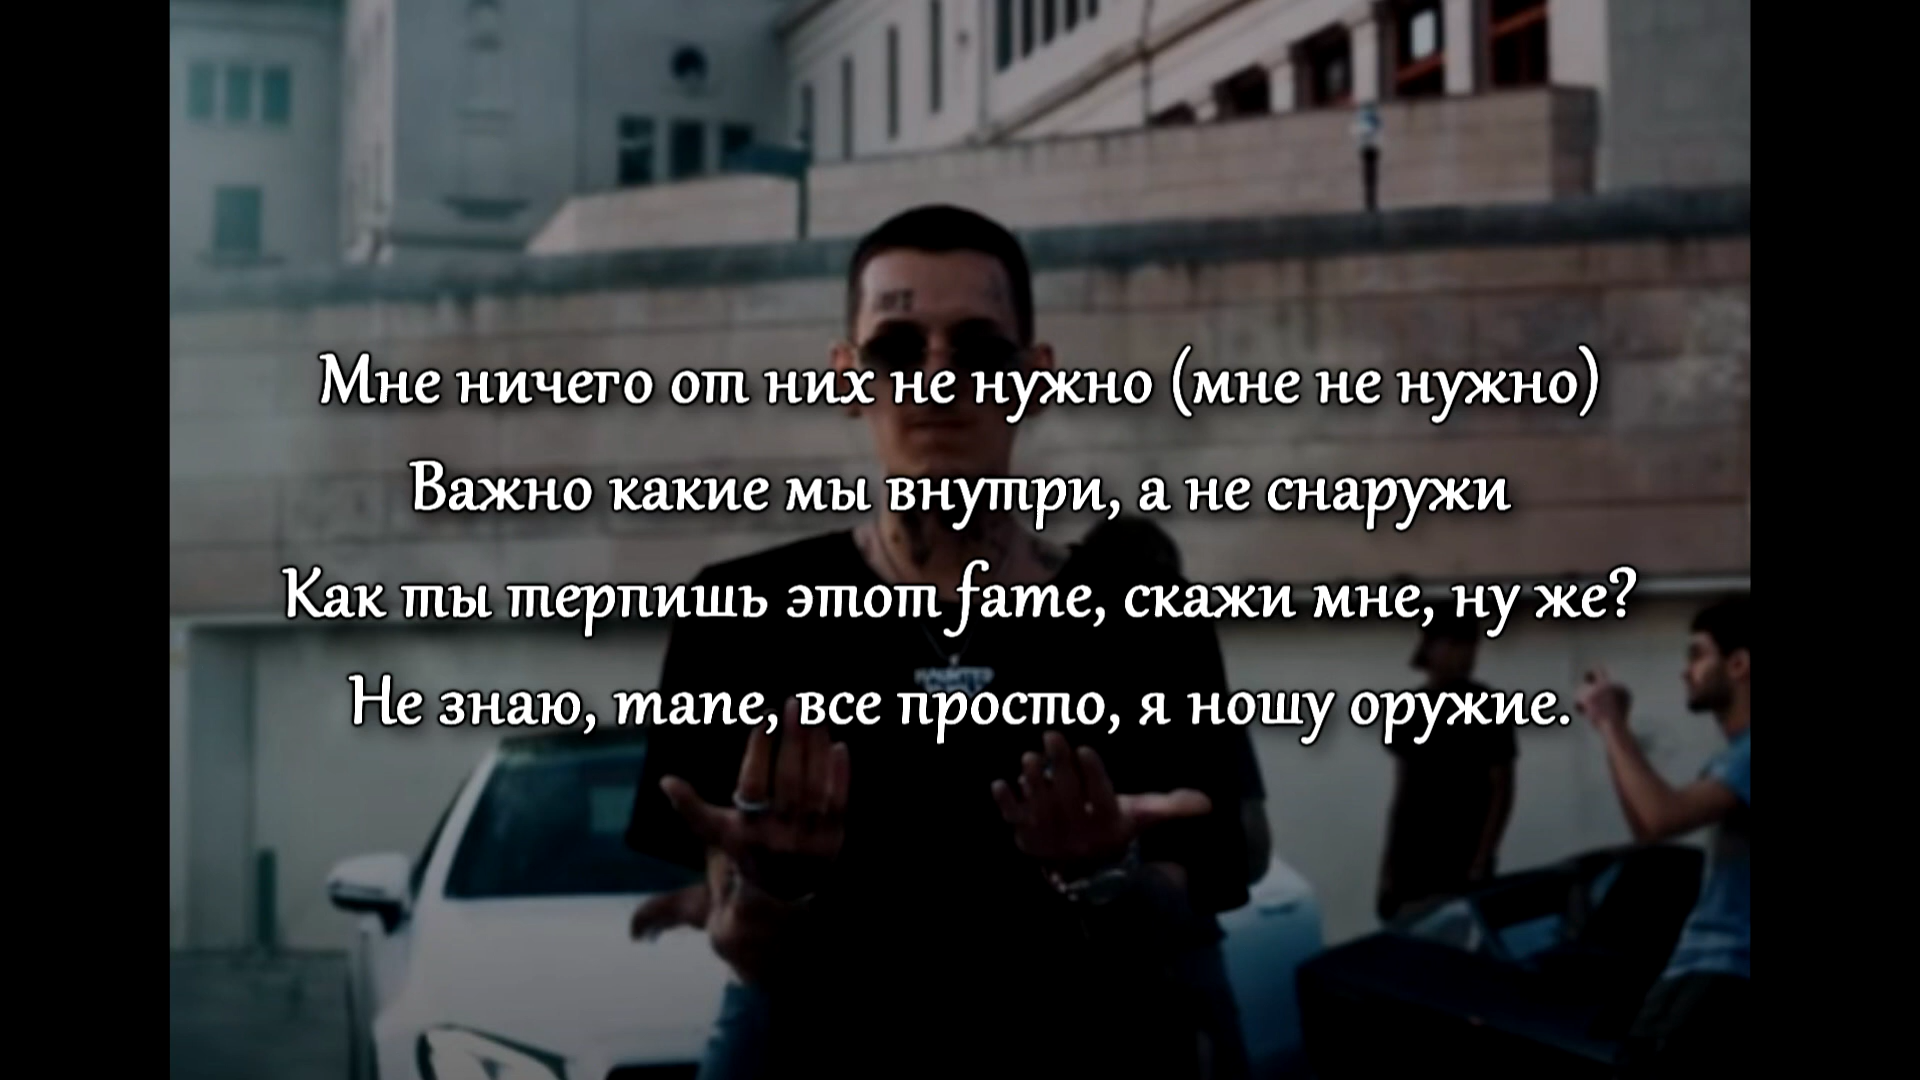 Мне ничего от них не нужно (мне не нужно)
Важно какие мы внутри, а не снаружи
Как ты терпишь этот fame, скажи мне, ну же?
Не знаю, mane, все просто, я ношу оружие.